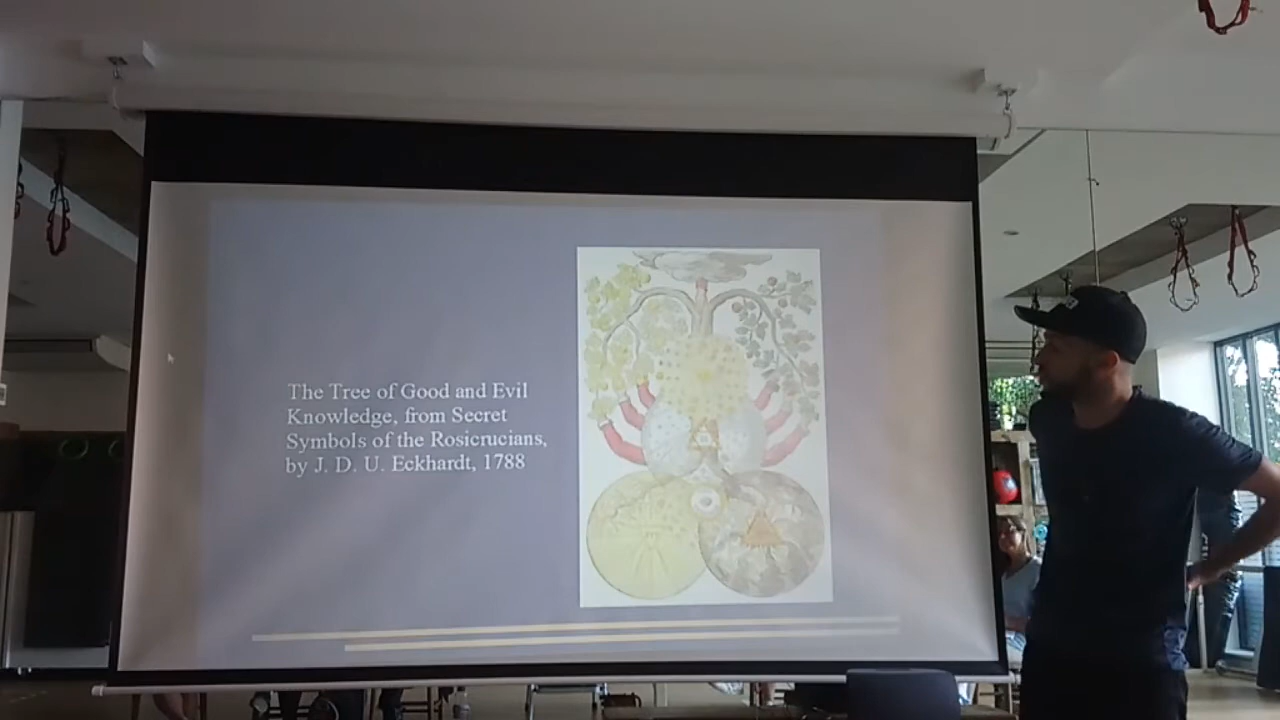 The Tree of Good and Evil
Knowledge, from Secret
Symbols of the Rosicrucians,
by J. D. U. Eckhardt, 1788